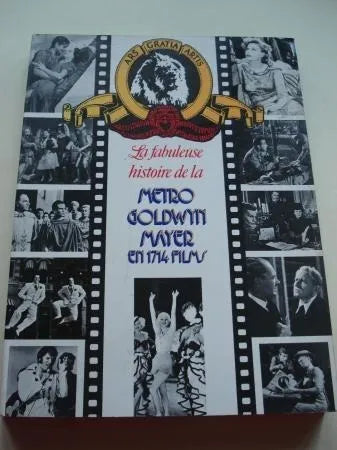 ARS GRATIA ARTIS
La fabuleuse
histoire de la
METRO
GOLDWYN
MAYER
EN 1714 FILMS